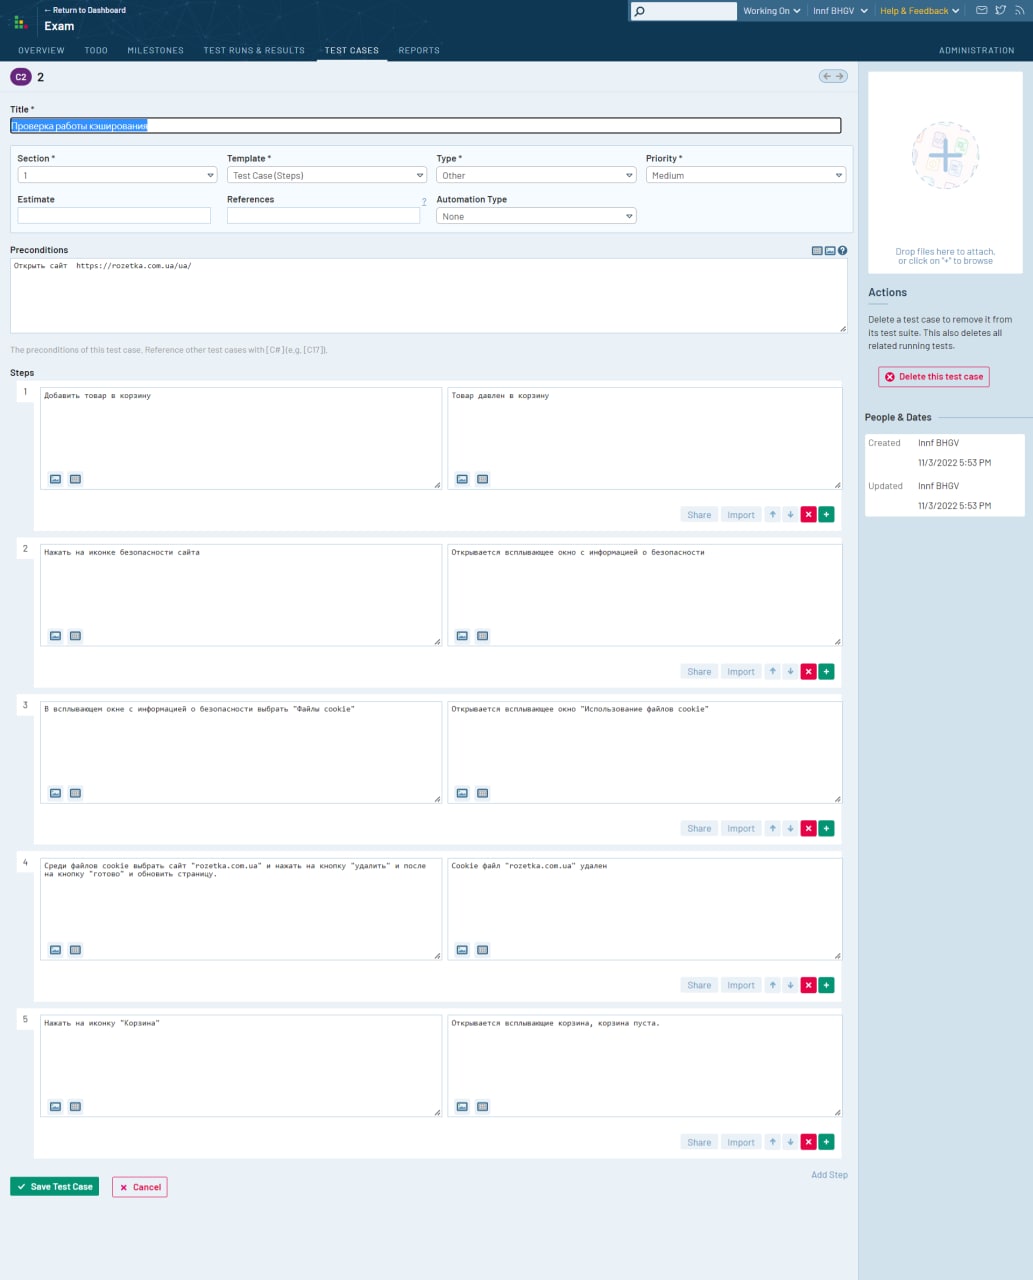 ← Return to Dashboard
Exam
Working On
Innf BHGV
Help & Feedback
OVERVIEW
TODO
MILESTONES
TEST RUNS & RESULTS
TEST CASES
REPORTS
ADMINISTRATION
C2 2
Title *
Проверка работы кэширования
Section *
Template *
Type *
Priority *
1
Test Case (Steps)
Other
Medium
Estimate
References
?
Automation Type
None
Preconditions
Открыть сайт https://rozetka.com.ua/ua/
The preconditions of this test case. Reference other test cases with [C#] (e.g. [C17]).
Steps
1
Добавить товар в корзину
Товар давлен в корзину
Share
Import
2
Нажать на иконке безопасности сайта
Открывается всплывающее окно с информацией о безопасности
Share
Import
3
В всплывающем окне с информацией о безопасности выбрать "Файлы cookie"
Открывается всплывающее окно "Использование файлов cookie"
Share
Import
4
Среди файлов cookie выбрать сайт "rozetka.com.ua" и нажать на кнопку "удалить" и после
на кнопку "готово" и обновить страницу.
Cookie файл "rozetka.com.ua" удален
Share
Import
5
Нажать на иконку "Корзина"
Открывается всплывающие корзина, корзина пуста.
Share
Import
Add Step
Save Test Case
Cancel
Drop files here to attach,
or click on "+" to browse
Actions
Delete a test case to remove it from
its test suite. This also deletes all
related running tests.
Delete this test case
People & Dates
Created
Innf BHGV
11/3/2022 5:53 PM
Updated
Innf BHGV
11/3/2022 5:53 PM